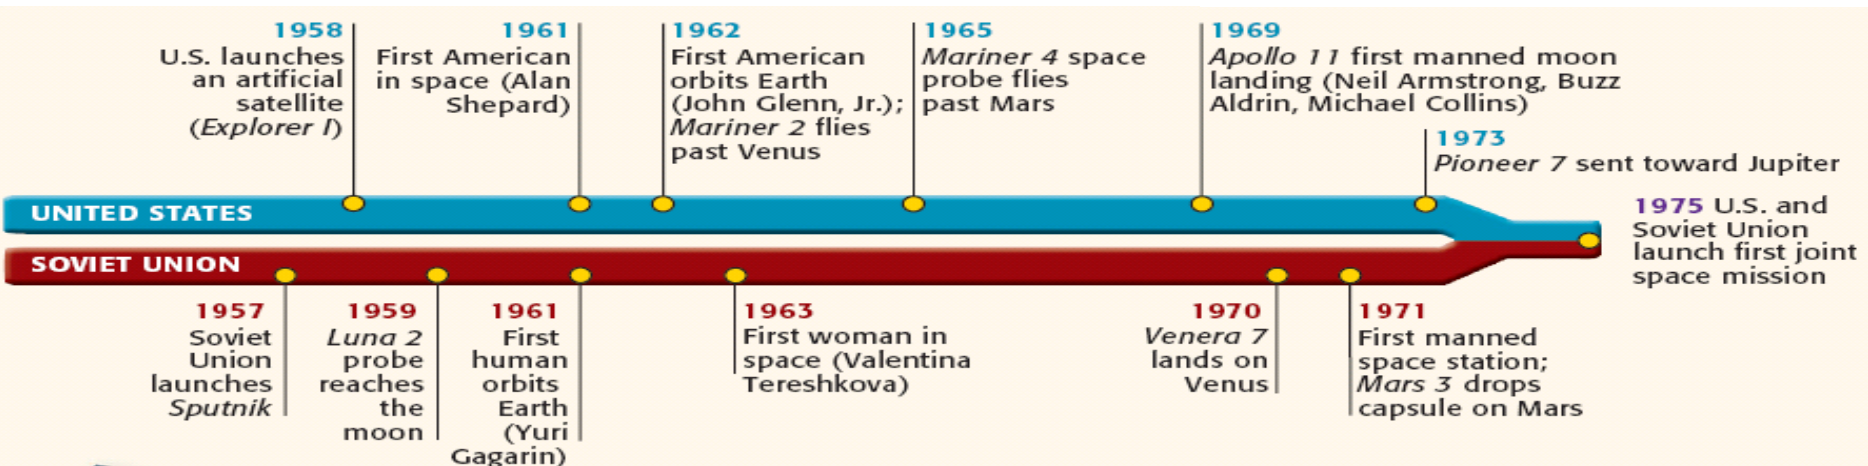 1958
U.S. launches
an artificial
satellite
(Explorer I)
1961
First American
in space (Alan
Shepard)
1962
First American
orbits Earth
(John Glenn, Jr.);
Mariner 2 flies
past Venus
1965
Mariner 4 space
probe flies
past Mars
1969
Apollo 11 first manned moon
landing (Neil Armstrong, Buzz
Aldrin, Michael Collins)
1973
Pioneer 7 sent toward Jupiter
UNITED STATES
SOVIET UNION
1975 U.S. and
Soviet Union
launch first joint
space mission
1957
Soviet
Union
launches
Sputnik
1959
Luna 2
probe
reaches
the
moon
1961
First
human
orbits
Earth
(Yuri
Gagarin)
1963
First woman in
space (Valentina
Tereshkova)
1970
Venera 7
lands on
Venus
1971
First manned
space station;
Mars 3 drops
capsule on Mars